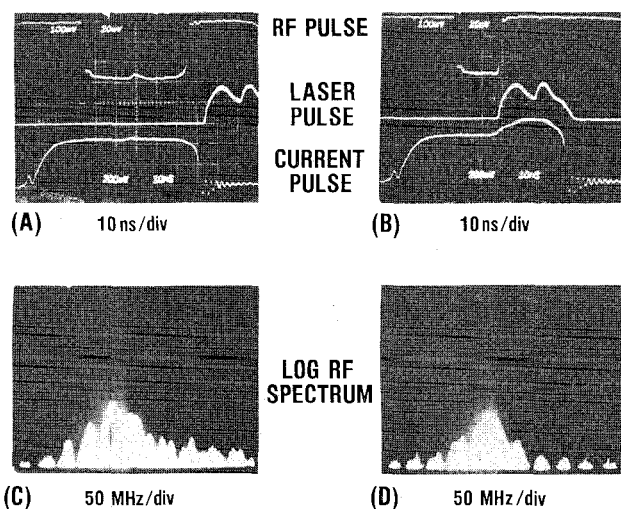 RF PULSE
LASER
PULSE
CURRENT
PULSE
(A) 10 ns/div
(B) 10 ns/div
LOG RF
SPECTRUM
(C) 50 MHz/div
(D) 50 MHz/div